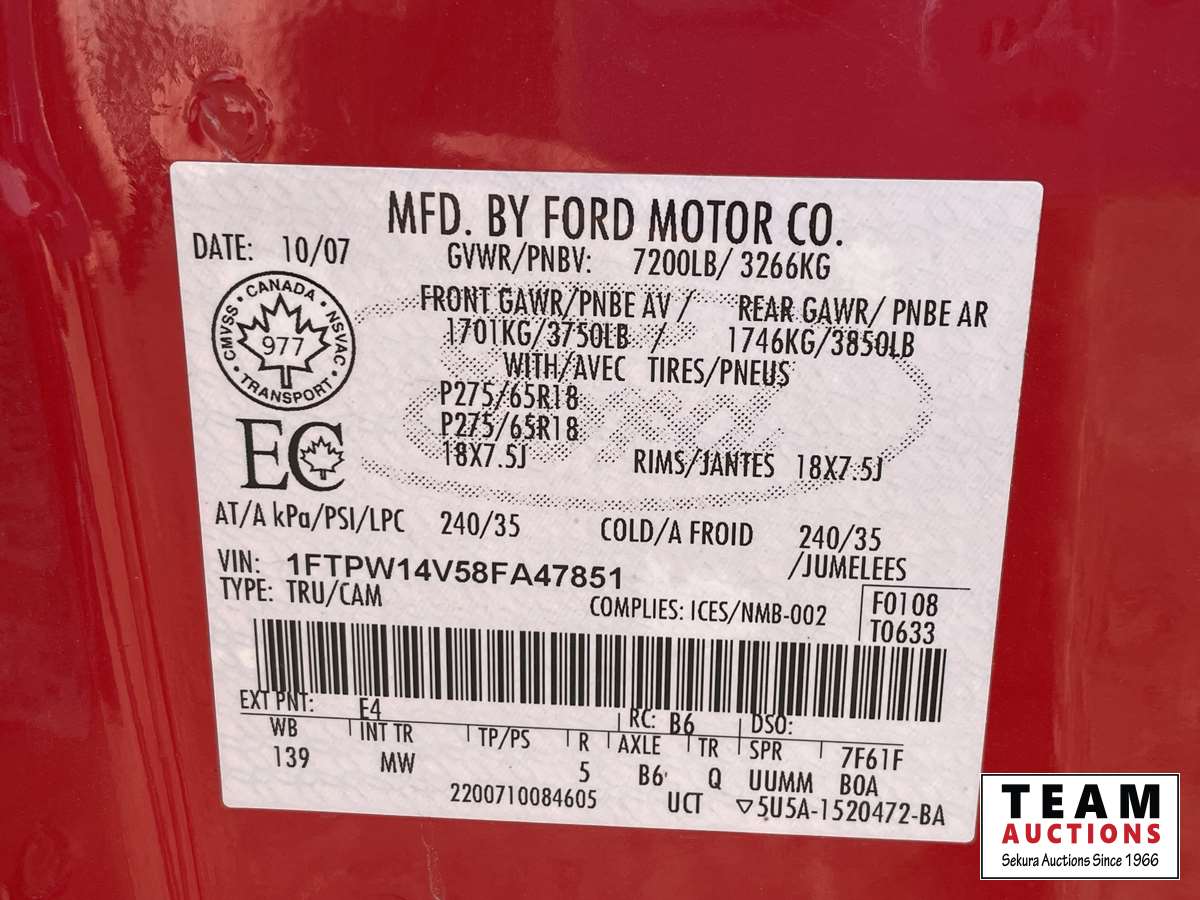 MFD. BY FORD MOTOR CO.
DATE: 10/07
GVWR/PNBV: 7200LB/ 3266KG
FRONT GAWR/PNBE AV / REAR GAWR/ PNBE AR
1701KG/3750LB / 1746KG/3850LB
WITH/AVEC TIRES/PNEUS
P275/65R18
P275/65R18
18X7.5J RIMS/JANTES 18X7.5J
CANADA
CMVSS • NSVAC
977
TRANSPORT
EC
AT/A kPa/PSI/LPC 240/35 COLD/A FROID 240/35
/JUMELEES
VIN: 1FTPW14V58FA47851
TYPE: TRU/CAM
COMPLIES: ICES/NMB-002
F0108
T0633
EXT PNT: E4 RC: B6 DSO:
WB INT TR TP/PS R AXLE TR SPR 7F61F
139 MW 5 B6 Q UUMM BOA
2200710084605 UCT ▽5U5A-1520472-BA
TEAM
AUCTIONS
Sekura Auctions Since 1966